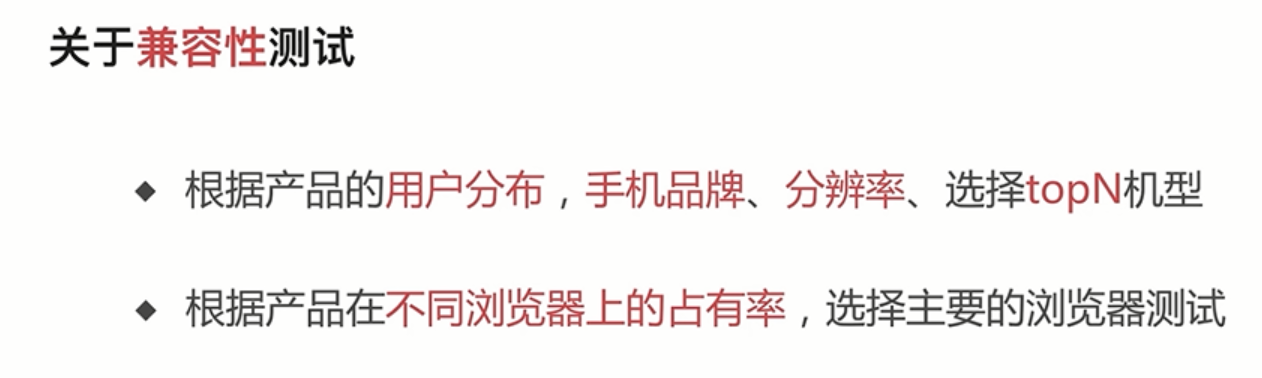 关于兼容性测试
◆ 根据产品的用户分布，手机品牌、分辨率、选择topN机型
◆ 根据产品在不同浏览器上的占有率，选择主要的浏览器测试